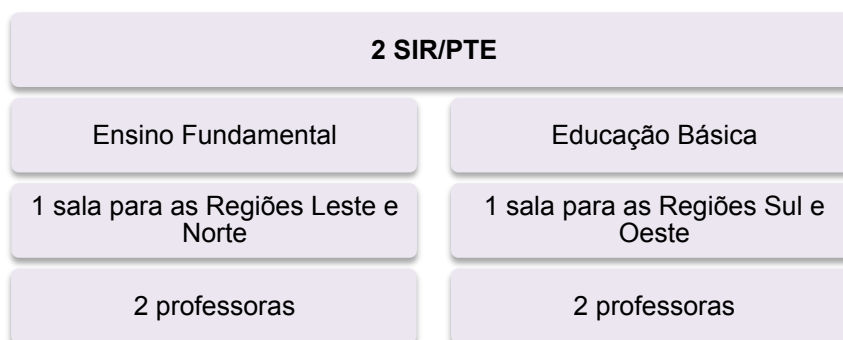 2 SIR/PTE
Ensino Fundamental
Educação Básica
1 sala para as Regiões Leste e
Norte
1 sala para as Regiões Sul e
Oeste
2 professoras
2 professoras